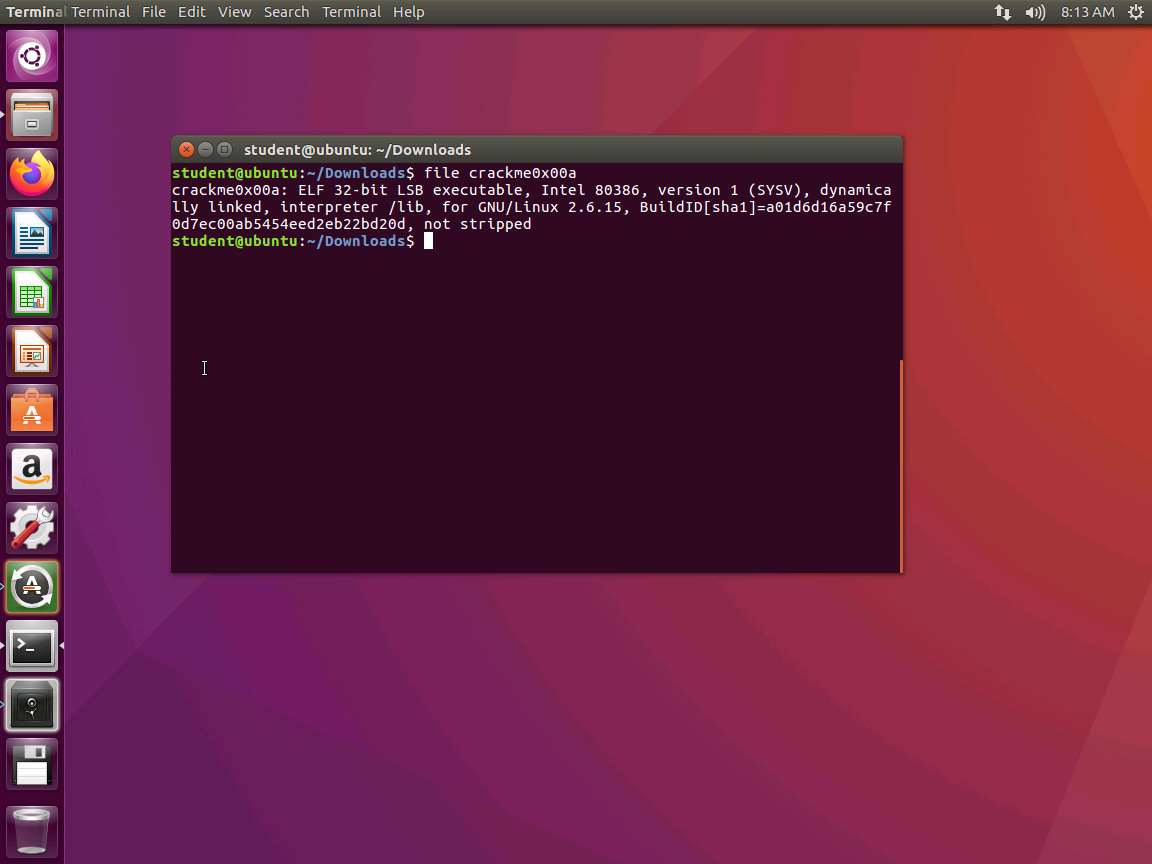 Terminal Terminal File Edit View Search Terminal Help 8:13 AM
student@ubuntu: ~/Downloads
student@ubuntu:~/Downloads$ file crackme0x00a
crackme0x00a: ELF 32-bit LSB executable, Intel 80386, version 1 (SYSV), dynamica
lly linked, interpreter /lib, for GNU/Linux 2.6.15, BuildID[sha1]=a01d6d16a59c7f
0d7ec00ab5454eed2eb22bd20d, not stripped
student@ubuntu:~/Downloads$